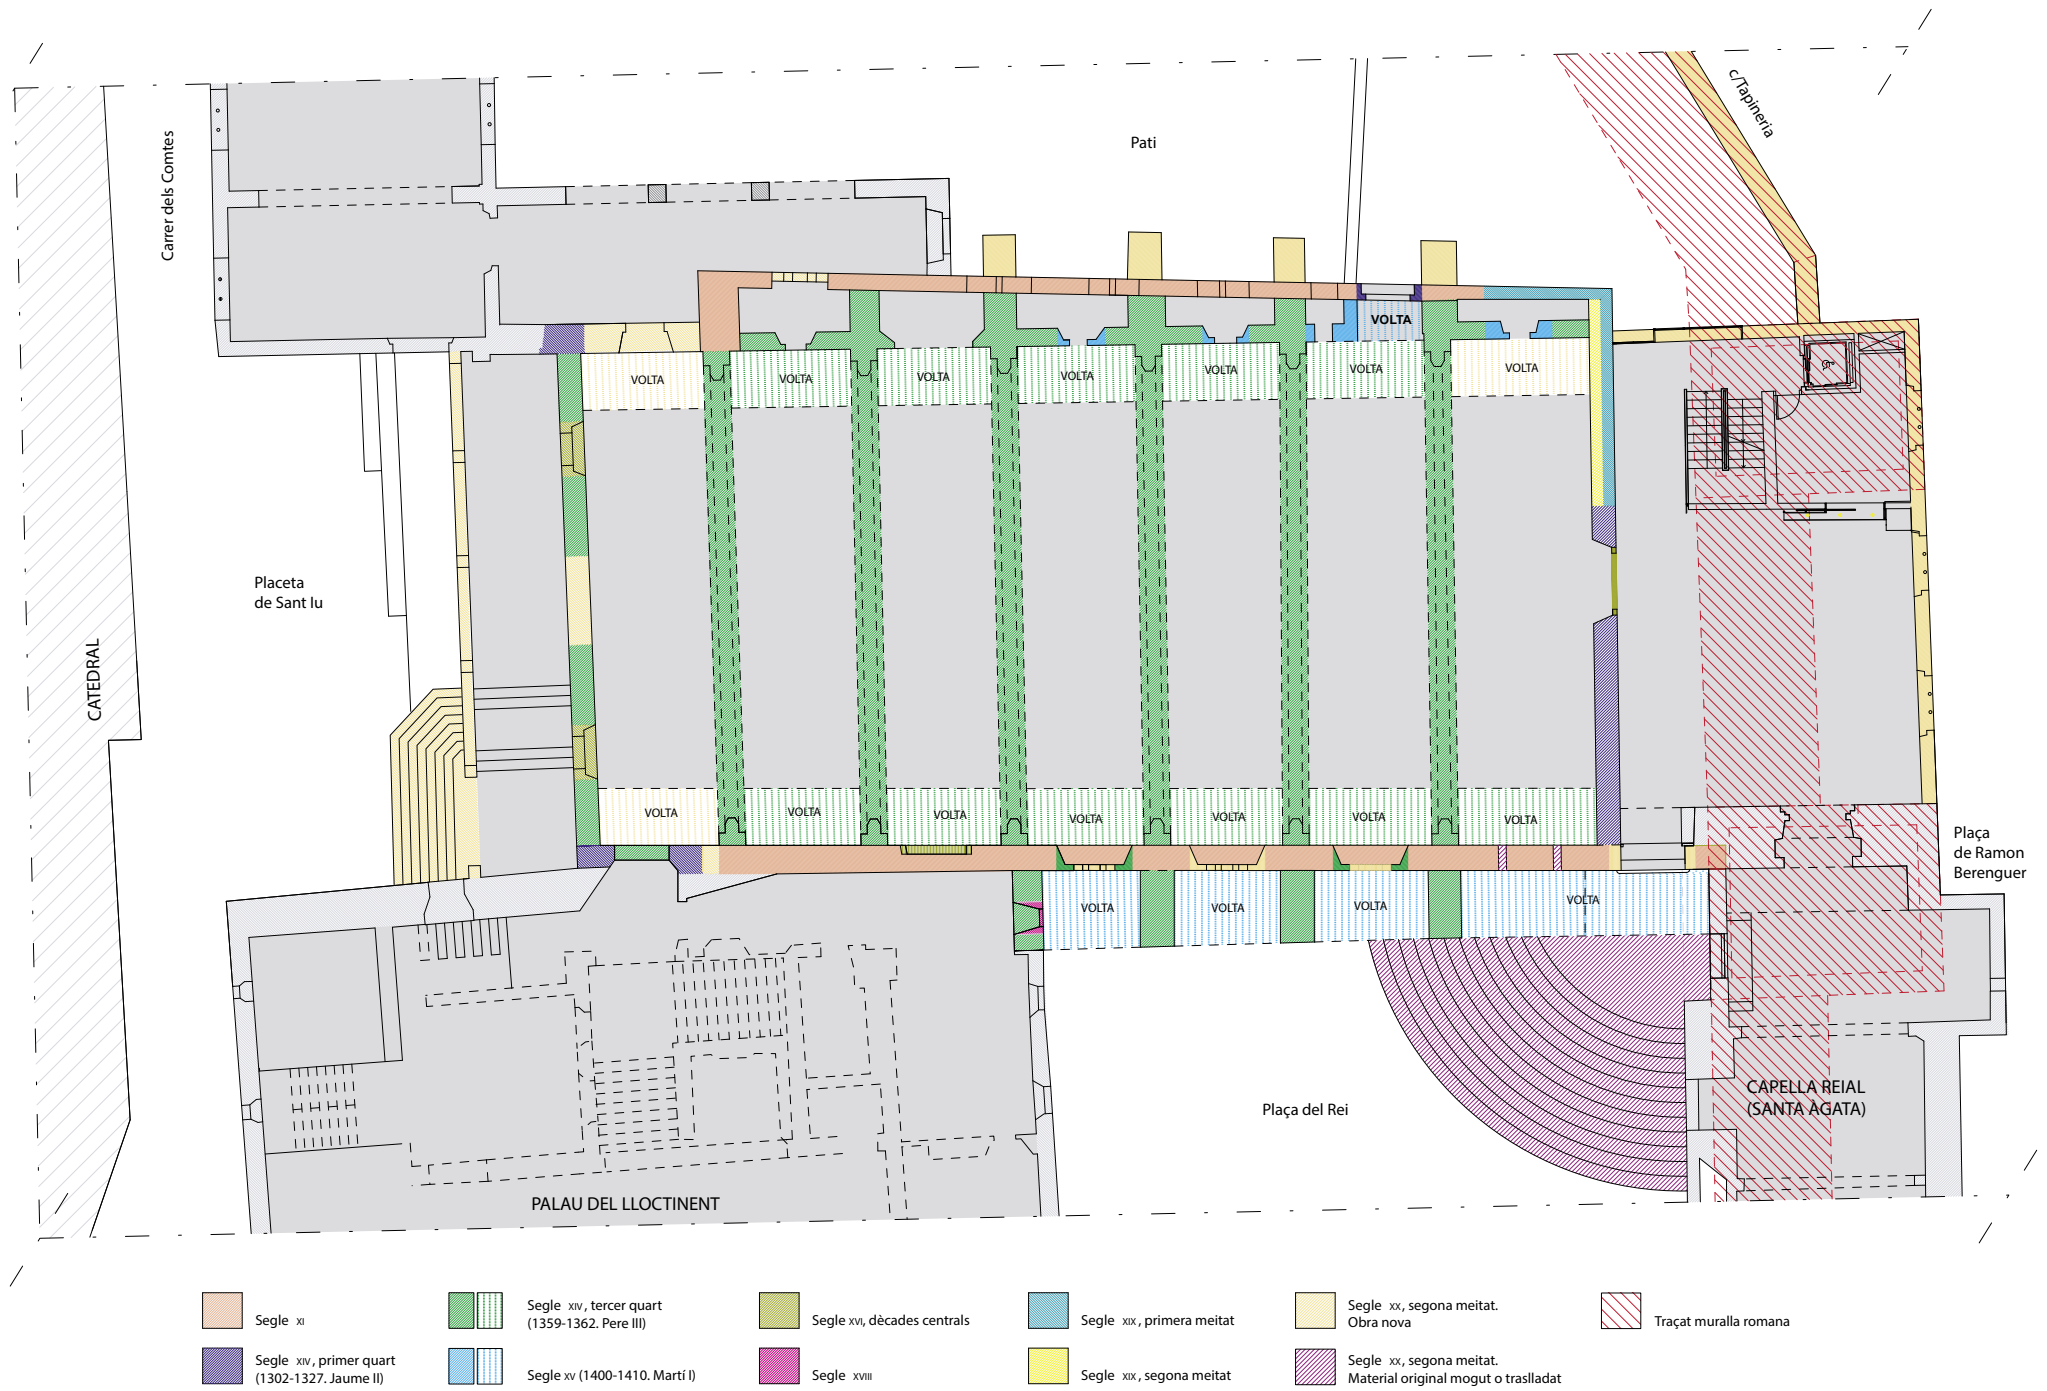 c/Tapineria
Pati
Carrer dels Comtes
VOLTA
VOLTA
VOLTA
VOLTA
VOLTA
VOLTA
VOLTA
VOLTA
Placeta
de Sant Iu
CATEDRAL
VOLTA
VOLTA
VOLTA
VOLTA
VOLTA
VOLTA
VOLTA
Plaça
de Ramon
Berenguer
VOLTA
VOLTA
VOLTA
VOLTA
Plaça del Rei
CAPELLA REIAL
(SANTA ÀGATA)
PALAU DEL LLOCTINENT
Segle XI
Segle XIV, primer quart
(1302-1327. Jaume II)
Segle XIV, tercer quart
(1359-1362. Pere III)
Segle XV (1400-1410. Martí I)
Segle XVI, dècades centrals
Segle XVIII
Segle XIX, primera meitat
Segle XIX, segona meitat
Segle XX, segona meitat.
Obra nova
Segle XX, segona meitat.
Material original mogut o traslladat
Traçat muralla romana